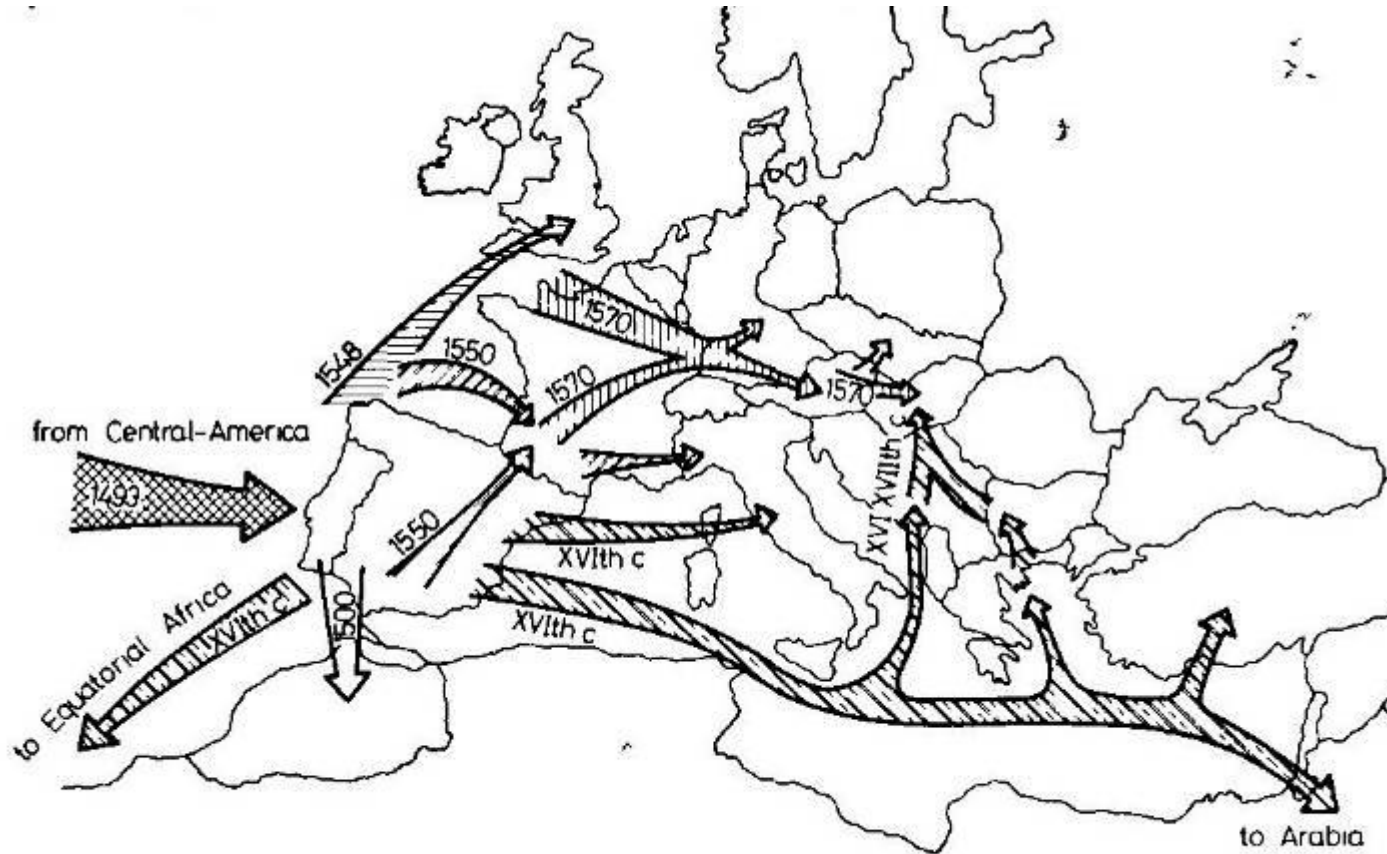 1548
1550
1570
1570
1570
from Central-America
1493
1550
XVI XVIIth c
XVIth c
XVIth c
1500
XVIth c
to Equatorial Africa
to Arabia